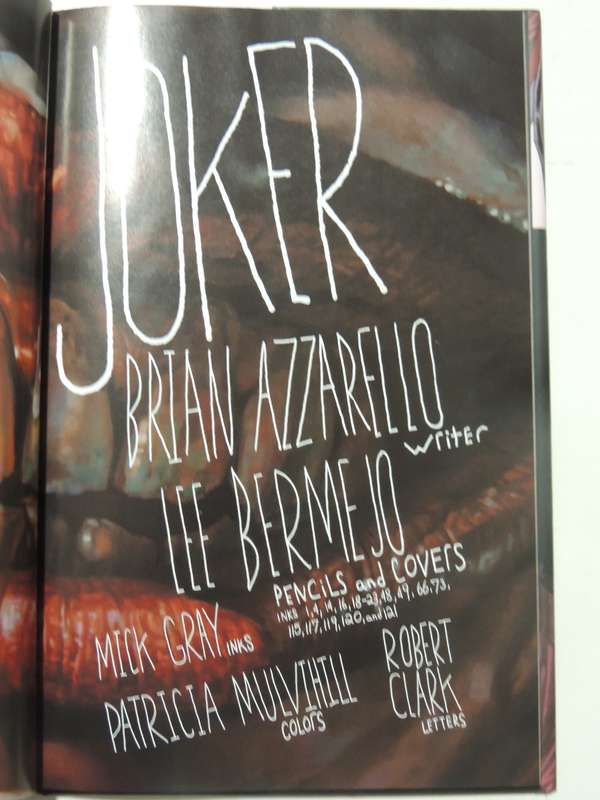 JOKER
BRIAN AZZARELLO
writer
LEE BERMEJO
PENCILS and COVERS
INKS 1, 4, 14, 16, 18-23, 48, 49, 66, 73,
115, 117, 119, 120, and 121
MICK GRAY INKS
PATRICIA MULVIHILL
COLORS
ROBERT
CLARK
LETTERS